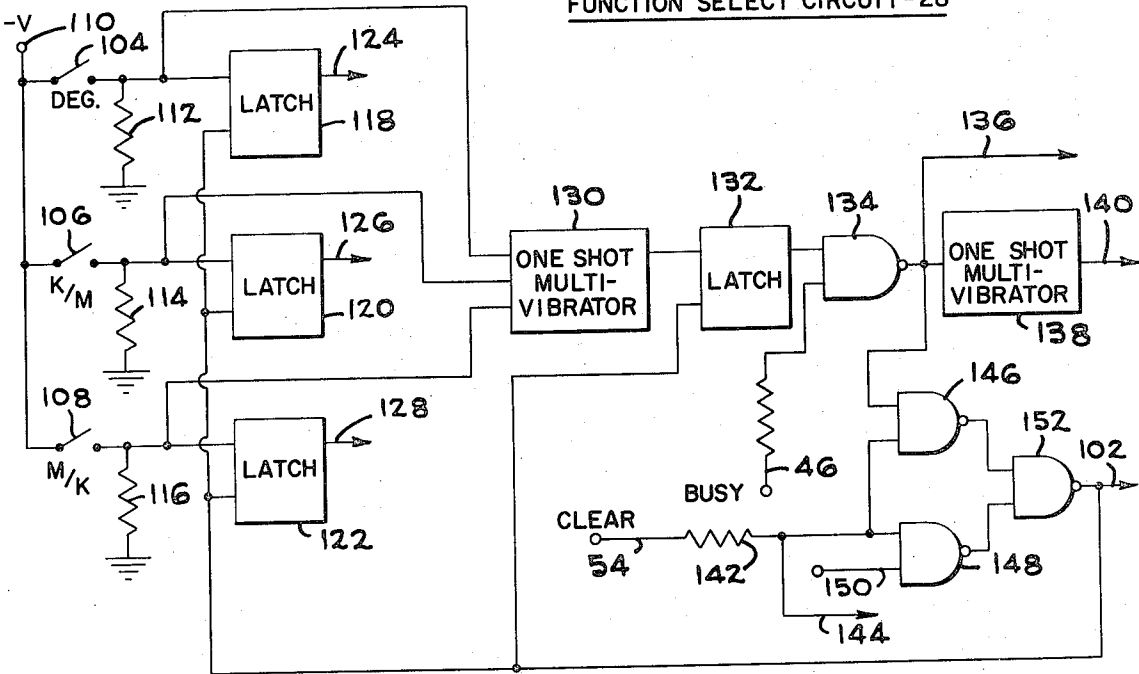 FUNCTION SELECT CIRCUIT-28
-V
110
104
DEG.
112
LATCH
124
118
106
K/M
114
LATCH
126
120
108
M/K
116
LATCH
128
122
130
ONE SHOT
MULTI-
VIBRATOR
132
LATCH
134
136
ONE SHOT
MULTI-
VIBRATOR
140
138
BUSY
46
CLEAR
54
142
144
146
150
148
152
102